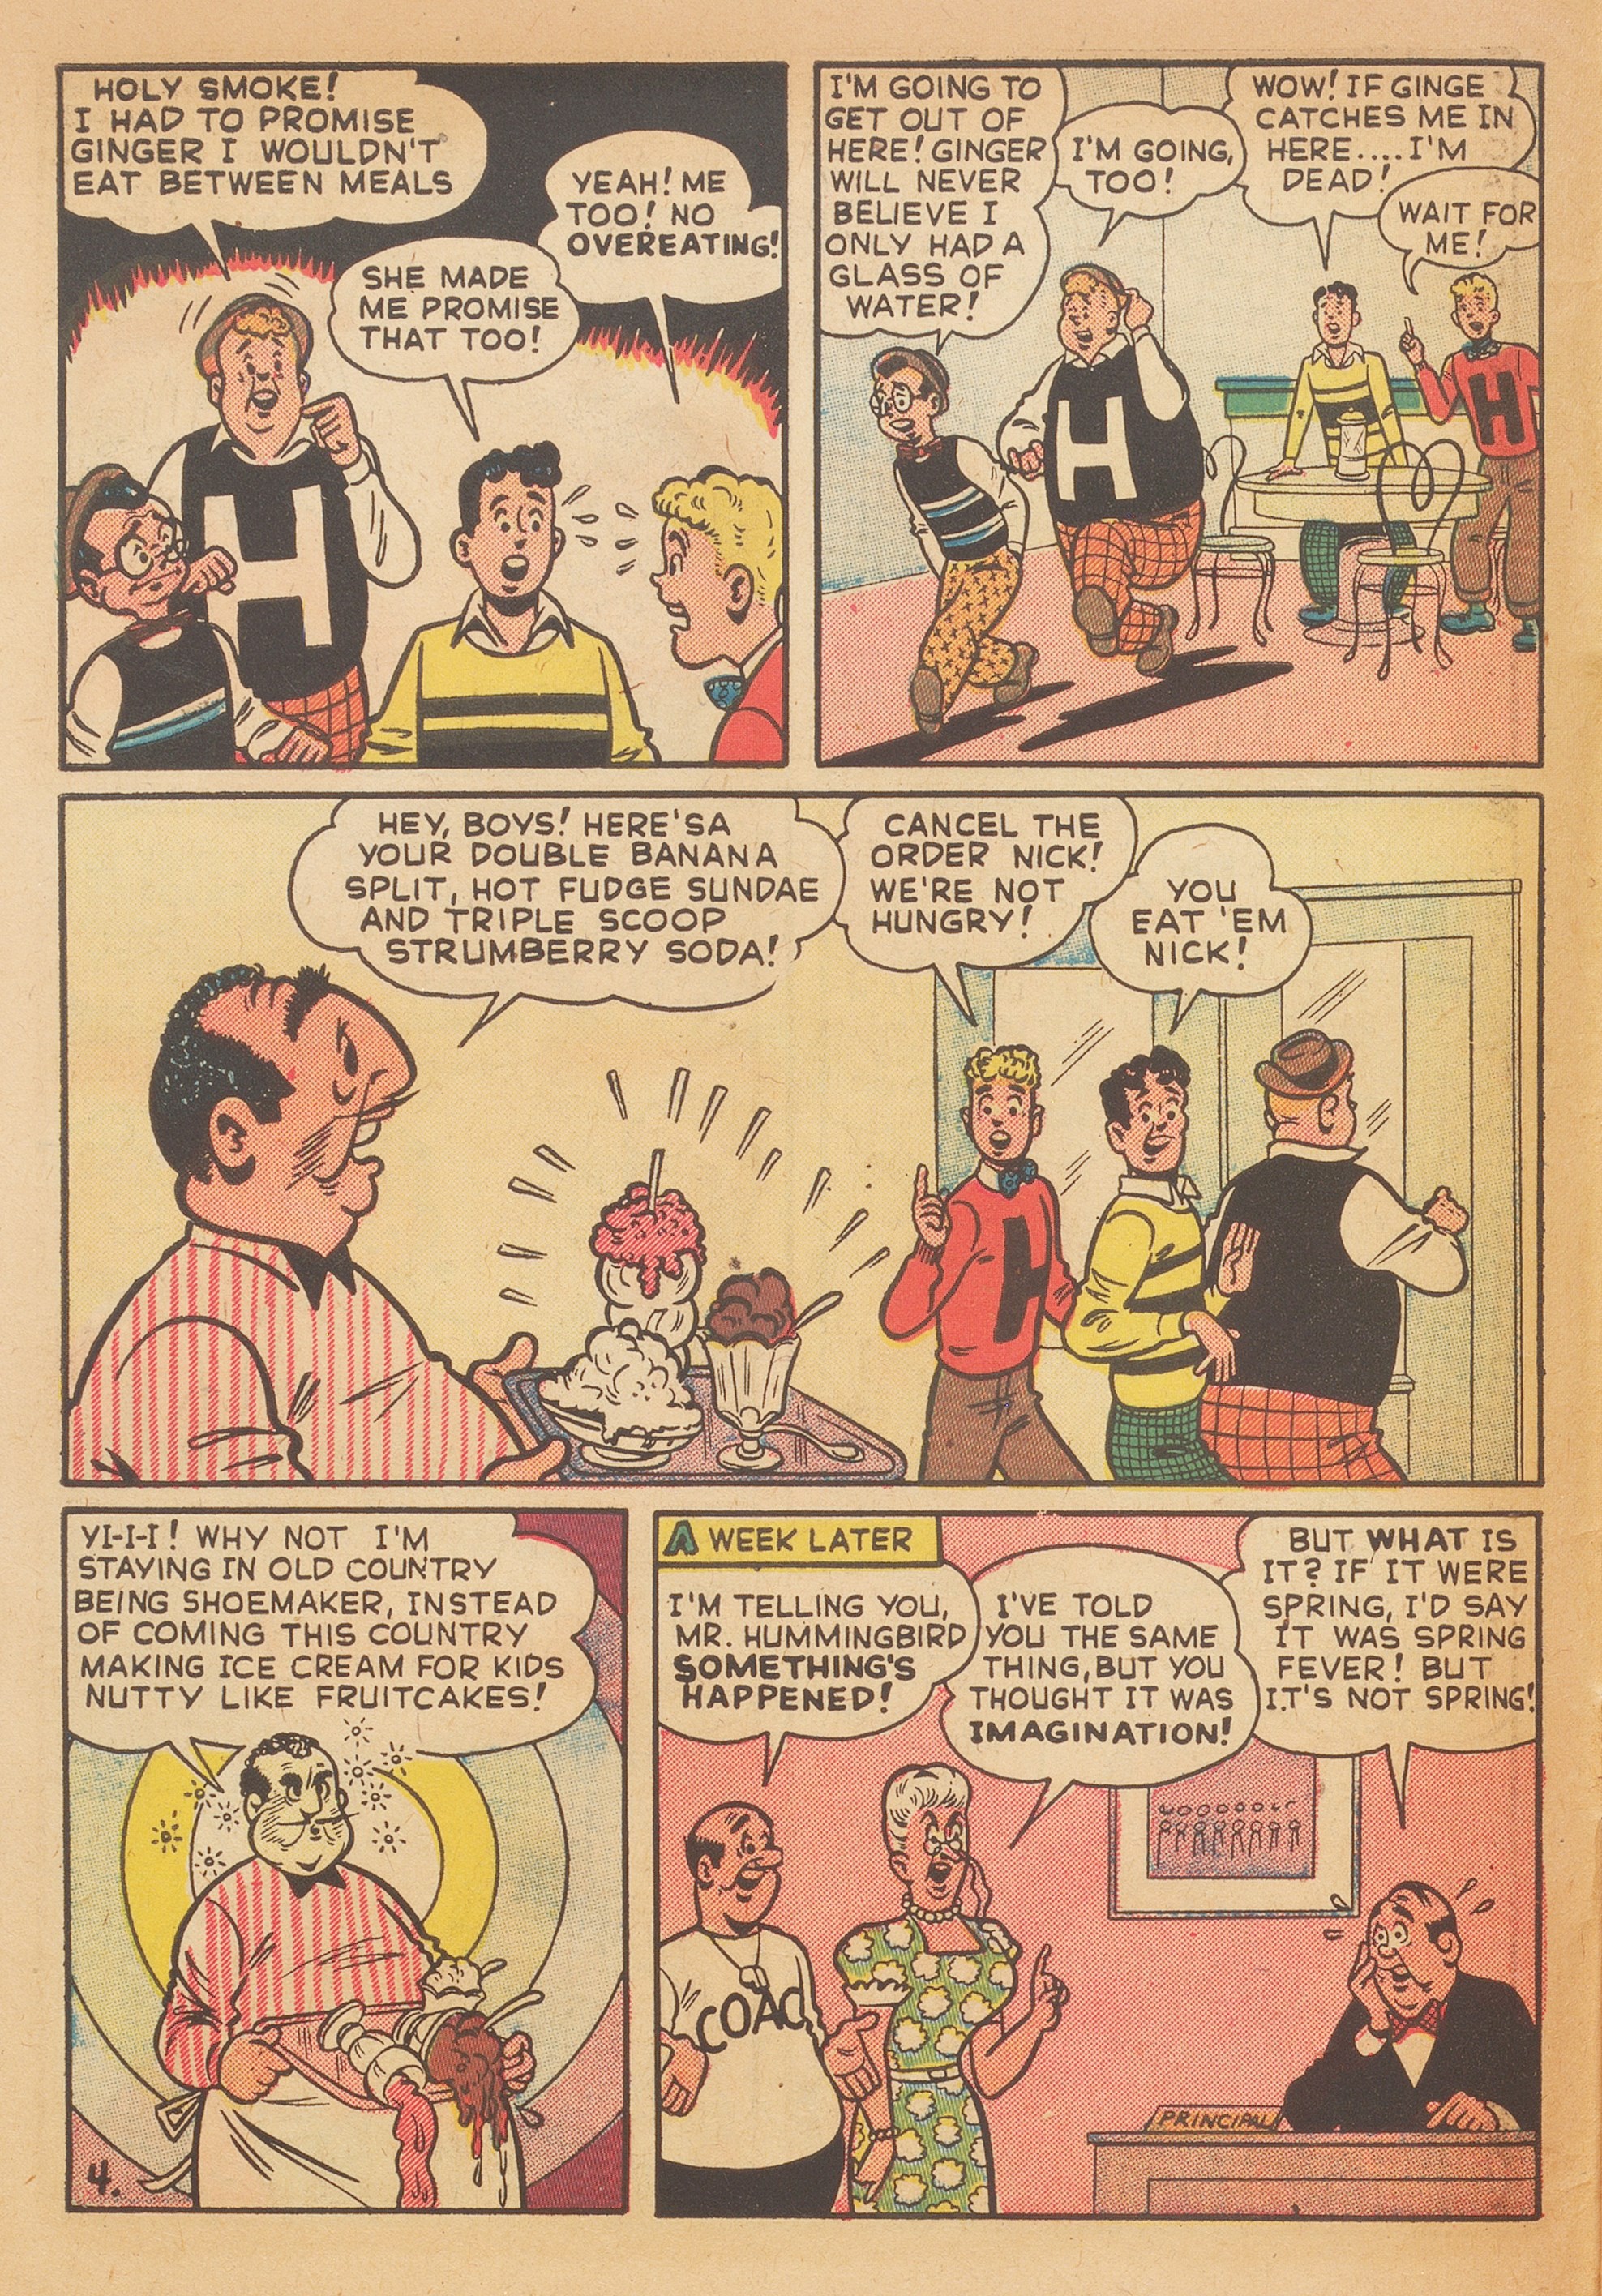 HOLY SMOKE!
I HAD TO PROMISE
GINGER I WOULDN'T
EAT BETWEEN MEALS
SHE MADE
ME PROMISE
THAT TOO!
YEAH! ME
TOO! NO
OVEREATING!
H
I'M GOING TO
GET OUT OF
HERE! GINGER
WILL NEVER
BELIEVE I
ONLY HAD A
GLASS OF
WATER!
I'M GOING,
TOO!
WOW! IF GINGE
CATCHES ME IN
HERE....I'M
DEAD!
WAIT FOR
ME!
H
H
HEY, BOYS! HERE'SA
YOUR DOUBLE BANANA
SPLIT, HOT FUDGE SUNDAE
AND TRIPLE SCOOP
STRUMBERRY SODA!
CANCEL THE
ORDER NICK!
WE'RE NOT
HUNGRY!
YOU
EAT 'EM
NICK!
YI-I-I! WHY NOT I'M
STAYING IN OLD COUNTRY
BEING SHOEMAKER, INSTEAD
OF COMING THIS COUNTRY
MAKING ICE CREAM FOR KIDS
NUTTY LIKE FRUITCAKES!
4.
A WEEK LATER
I'M TELLING YOU,
MR. HUMMINGBIRD
SOMETHING'S
HAPPENED!
I'VE TOLD
YOU THE SAME
THING, BUT YOU
THOUGHT IT WAS
IMAGINATION!
BUT WHAT IS
IT? IF IT WERE
SPRING, I'D SAY
IT WAS SPRING
FEVER! BUT
IT'S NOT SPRING!
COAC
PRINCIPAL